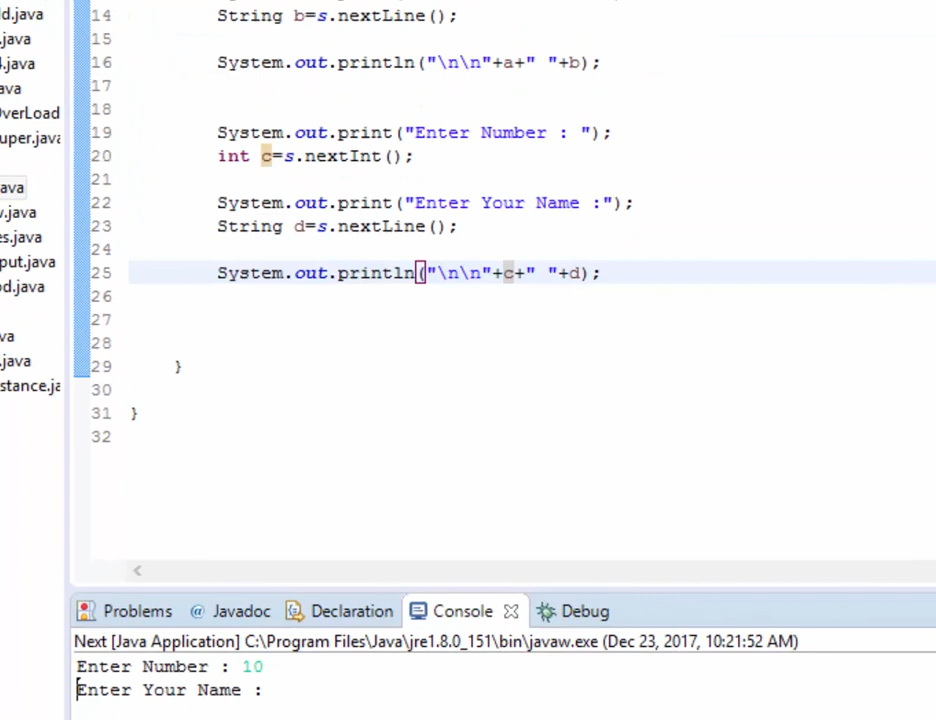 ld.java
.java
4.java
ava
OverLoad
uper.java
ava
v.java
es.java
put.java
od.java
va
.java
stance.ja
14 String b=s.nextLine();
15
16 System.out.println("\n\n"+a+" "+b);
17
18
19 System.out.print("Enter Number : ");
20 int c=s.nextInt();
21
22 System.out.print("Enter Your Name :");
23 String d=s.nextLine();
24
25 System.out.println("\n\n"+c+" "+d);
26
27
28
29 }
30
31 }
32
Problems @ Javadoc Declaration Console Debug
Next [Java Application] C:\Program Files\Java\jre1.8.0_151\bin\javaw.exe (Dec 23, 2017, 10:21:52 AM)
Enter Number : 10
Enter Your Name :